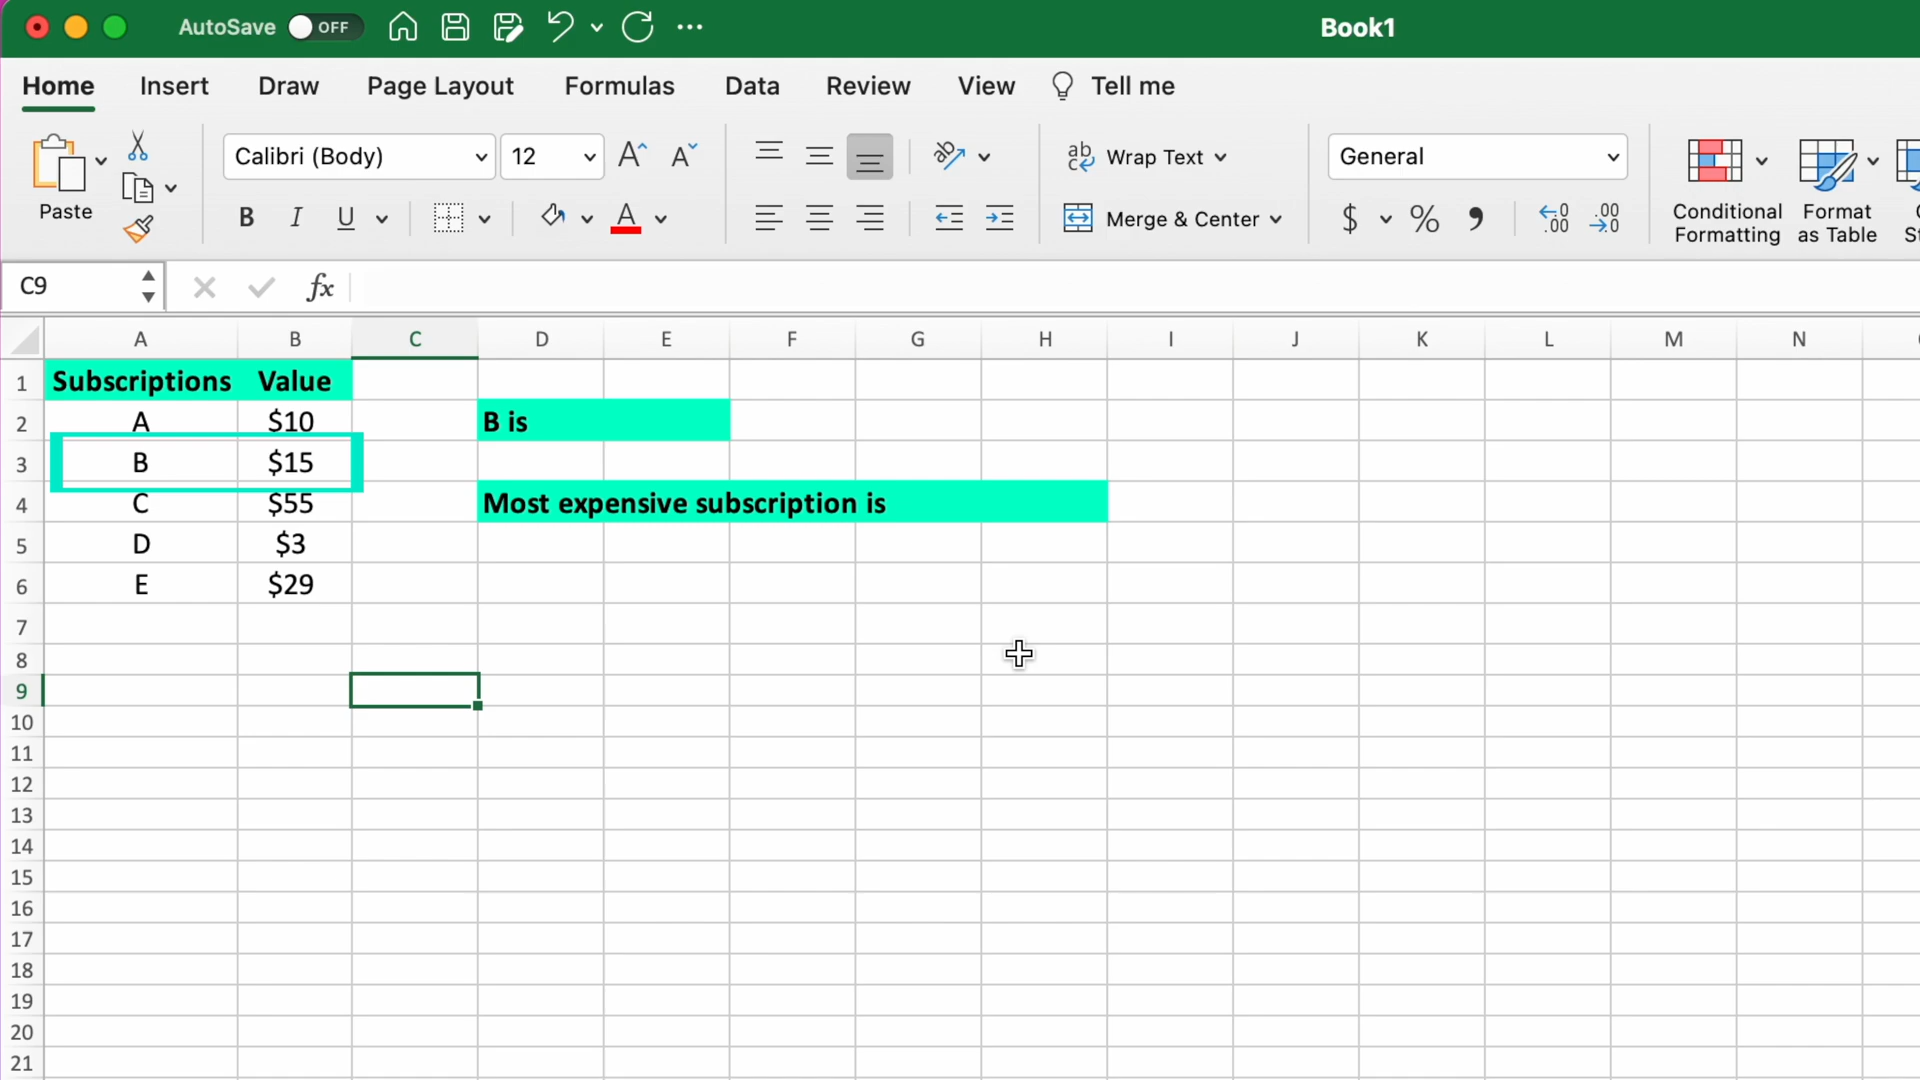 AutoSave OFF Book1
Home Insert Draw Page Layout Formulas Data Review View Tell me
Paste
Calibri (Body) 12
A A
ab Wrap Text
General
B I U A
Merge & Center
$ % ,
Conditional Formatting
Format as Table
C9 fx
A B C D E F G H I J K L M N
1 Subscriptions Value
2 A $10 B is
3 B $15
4 C $55 Most expensive subscription is
5 D $3
6 E $29
7
8
9
10
11
12
13
14
15
16
17
18
19
20
21